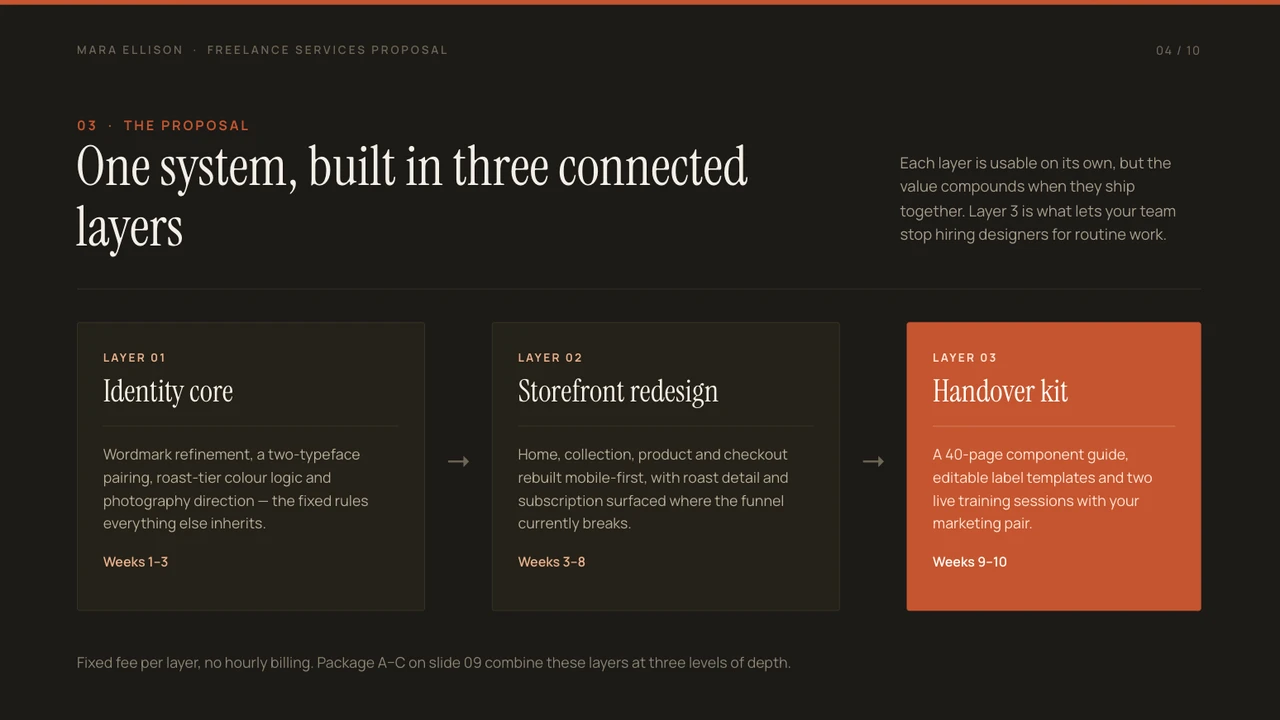 MARA ELLISON · FREELANCE SERVICES PROPOSAL
04 / 10
03 · THE PROPOSAL
One system, built in three connected
layers
Each layer is usable on its own, but the
value compounds when they ship
together. Layer 3 is what lets your team
stop hiring designers for routine work.
LAYER 01
Identity core
Wordmark refinement, a two-typeface
pairing, roast-tier colour logic and
photography direction — the fixed rules
everything else inherits.
Weeks 1–3
→
LAYER 02
Storefront redesign
Home, collection, product and checkout
rebuilt mobile-first, with roast detail and
subscription surfaced where the funnel
currently breaks.
Weeks 3–8
→
LAYER 03
Handover kit
A 40-page component guide,
editable label templates and two
live training sessions with your
marketing pair.
Weeks 9–10
Fixed fee per layer, no hourly billing. Package A–C on slide 09 combine these layers at three levels of depth.